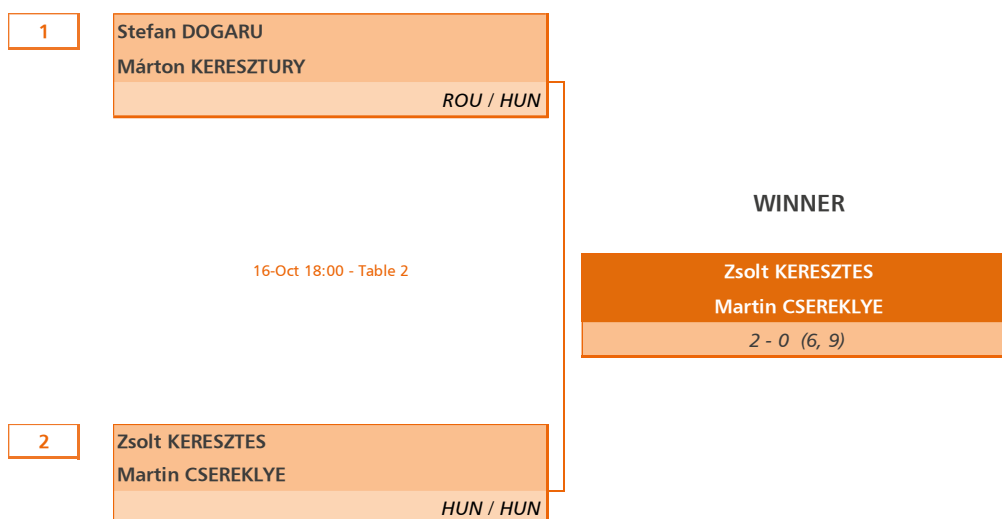 1
Stefan DOGARU
Márton KERESZTURY
ROU / HUN
WINNER
16-Oct 18:00 - Table 2
Zsolt KERESZTES
Martin CSEREKLYE
2 - 0 (6, 9)
2
Zsolt KERESZTES
Martin CSEREKLYE
HUN / HUN